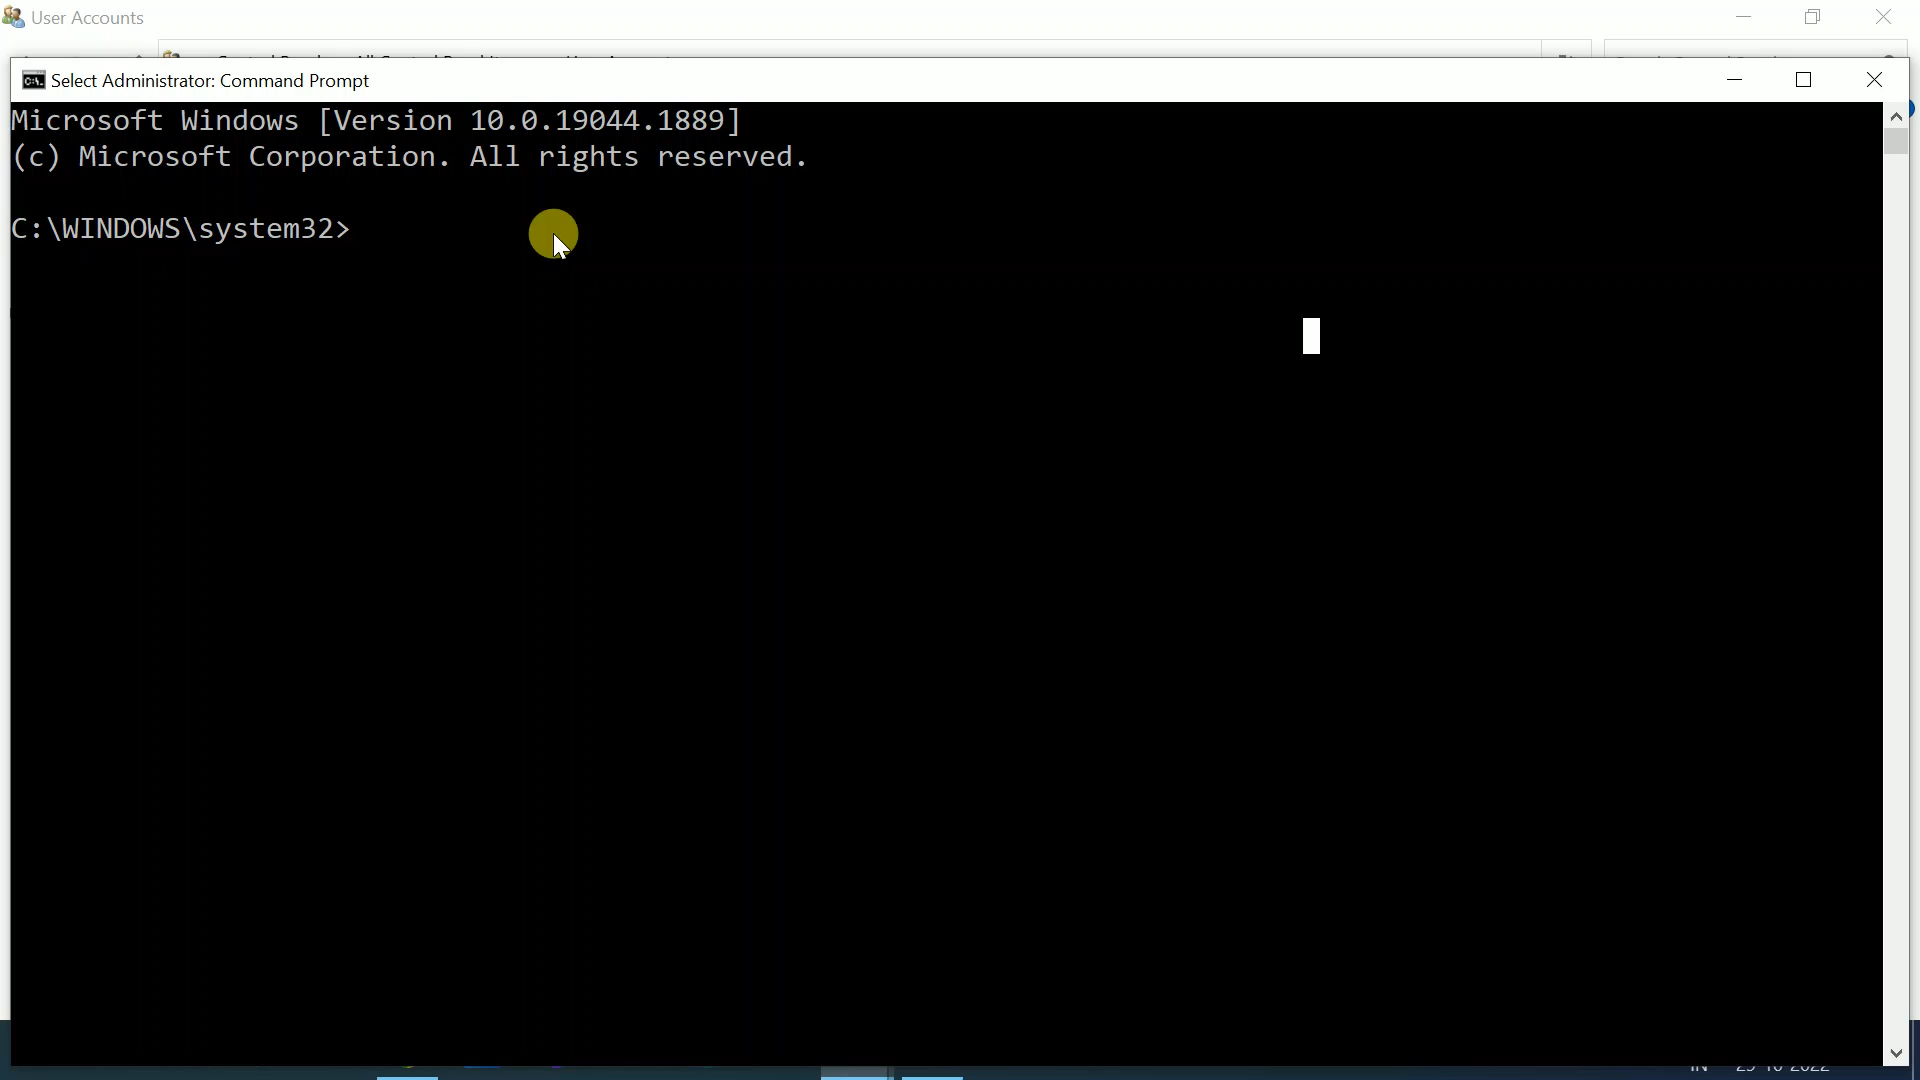 User Accounts
Select Administrator: Command Prompt
Microsoft Windows [Version 10.0.19044.1889]
(c) Microsoft Corporation. All rights reserved.
C:\WINDOWS\system32>